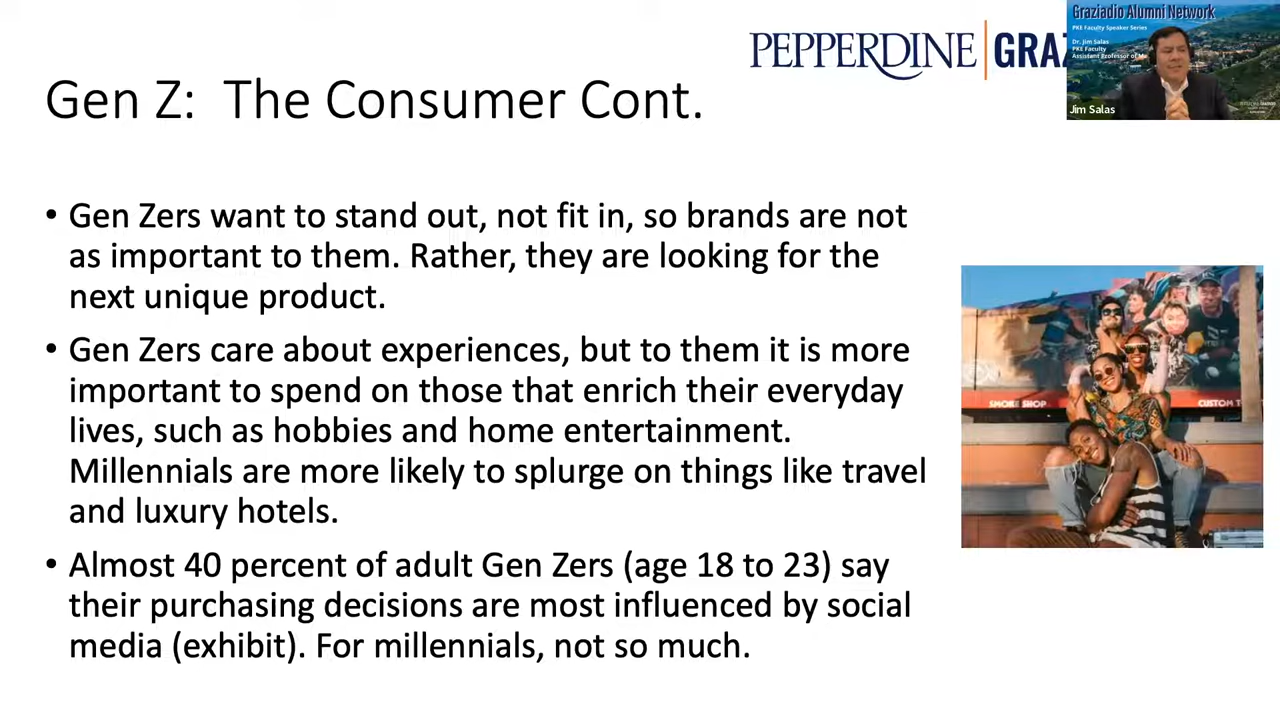 PEPPERDINE GRAZ
Graziadio Alumni Network
PKE Faculty Speaker Series
Dr. Jim Salas
PKE Faculty
Assistant Professor of Ma
Jim Salas
Gen Z: The Consumer Cont.
• Gen Zers want to stand out, not fit in, so brands are not
as important to them. Rather, they are looking for the
next unique product.
• Gen Zers care about experiences, but to them it is more
important to spend on those that enrich their everyday
lives, such as hobbies and home entertainment.
Millennials are more likely to splurge on things like travel
and luxury hotels.
• Almost 40 percent of adult Gen Zers (age 18 to 23) say
their purchasing decisions are most influenced by social
media (exhibit). For millennials, not so much.
SMOKE SHOP
CUSTOM T